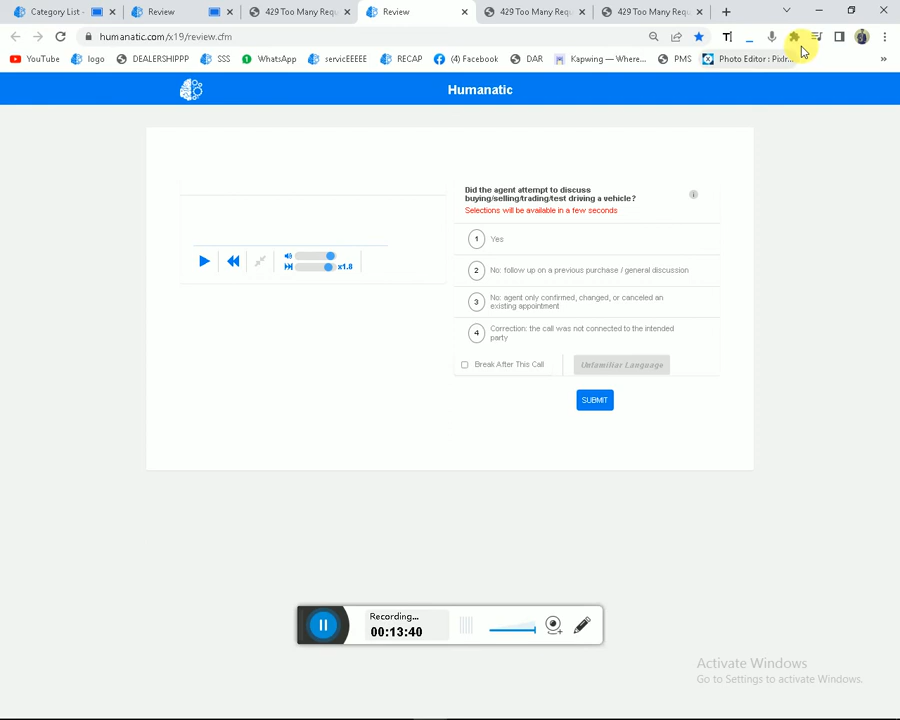 Category List -
Review
429 Too Many Requ
Review
429 Too Many Requ
429 Too Many Requ
humanatic.com/x19/review.cfm
YouTube
logo
DEALERSHIPPP
SSS
WhatsApp
servicEEEEE
RECAP
(4) Facebook
DAR
Kapwing — Where...
PMS
Photo Editor : Pixlr...
»
Humanatic
Did the agent attempt to discuss
buying/selling/trading/test driving a vehicle?
Selections will be available in a few seconds
1 Yes
2 No: follow up on a previous purchase / general discussion
3 No: agent only confirmed, changed, or canceled an
existing appointment
4 Correction: the call was not connected to the intended
party
x1.8
Break After This Call
Unfamiliar Language
SUBMIT
Recording...
00:13:40
Activate Windows
Go to Settings to activate Windows.